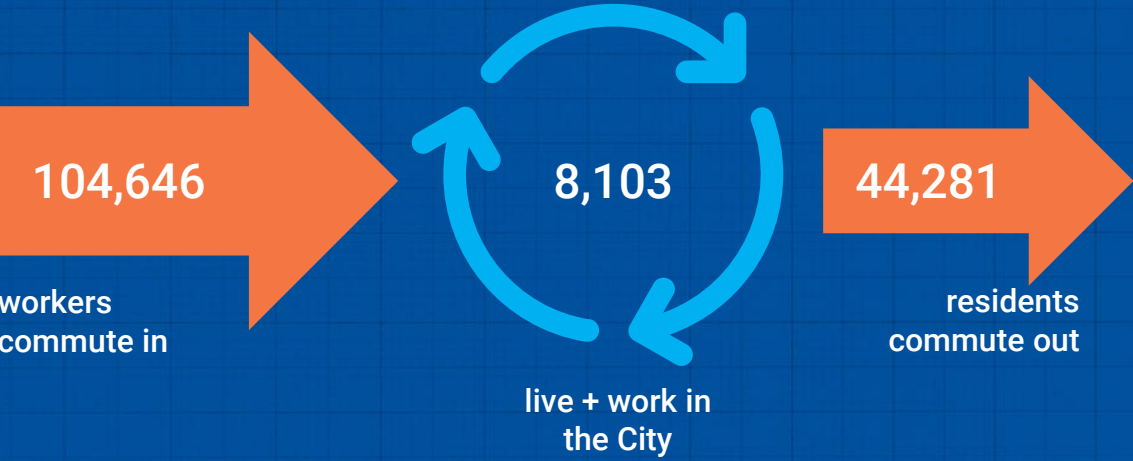 104,646
workers
commute in
8,103
live + work in
the City
44,281
residents
commute out